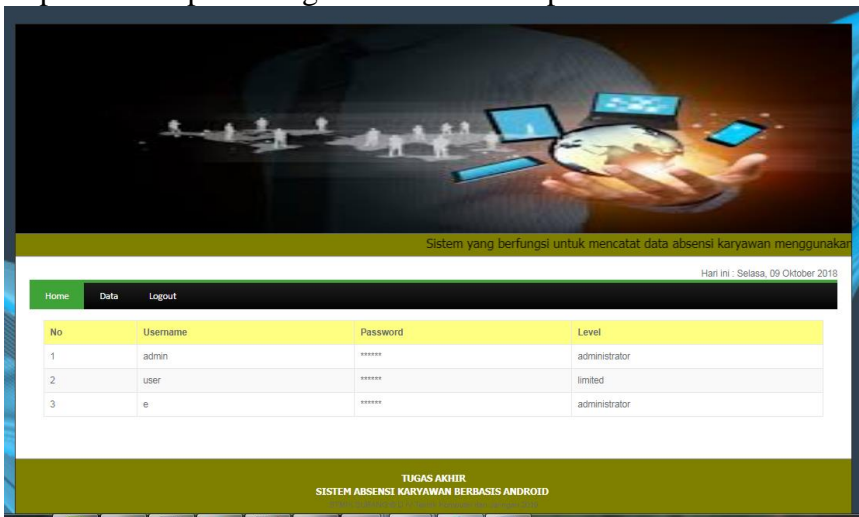 Sistem yang berfungsi untuk mencatat data absensi karyawan menggunakan
Hari ini : Selasa, 09 Oktober 2018
Home Data Logout
No Username Password Level
1 admin ****** administrator
2 user ****** limited
3 e ****** administrator
TUGAS AKHIR
SISTEM ABSENSI KARYAWAN BERBASIS ANDROID